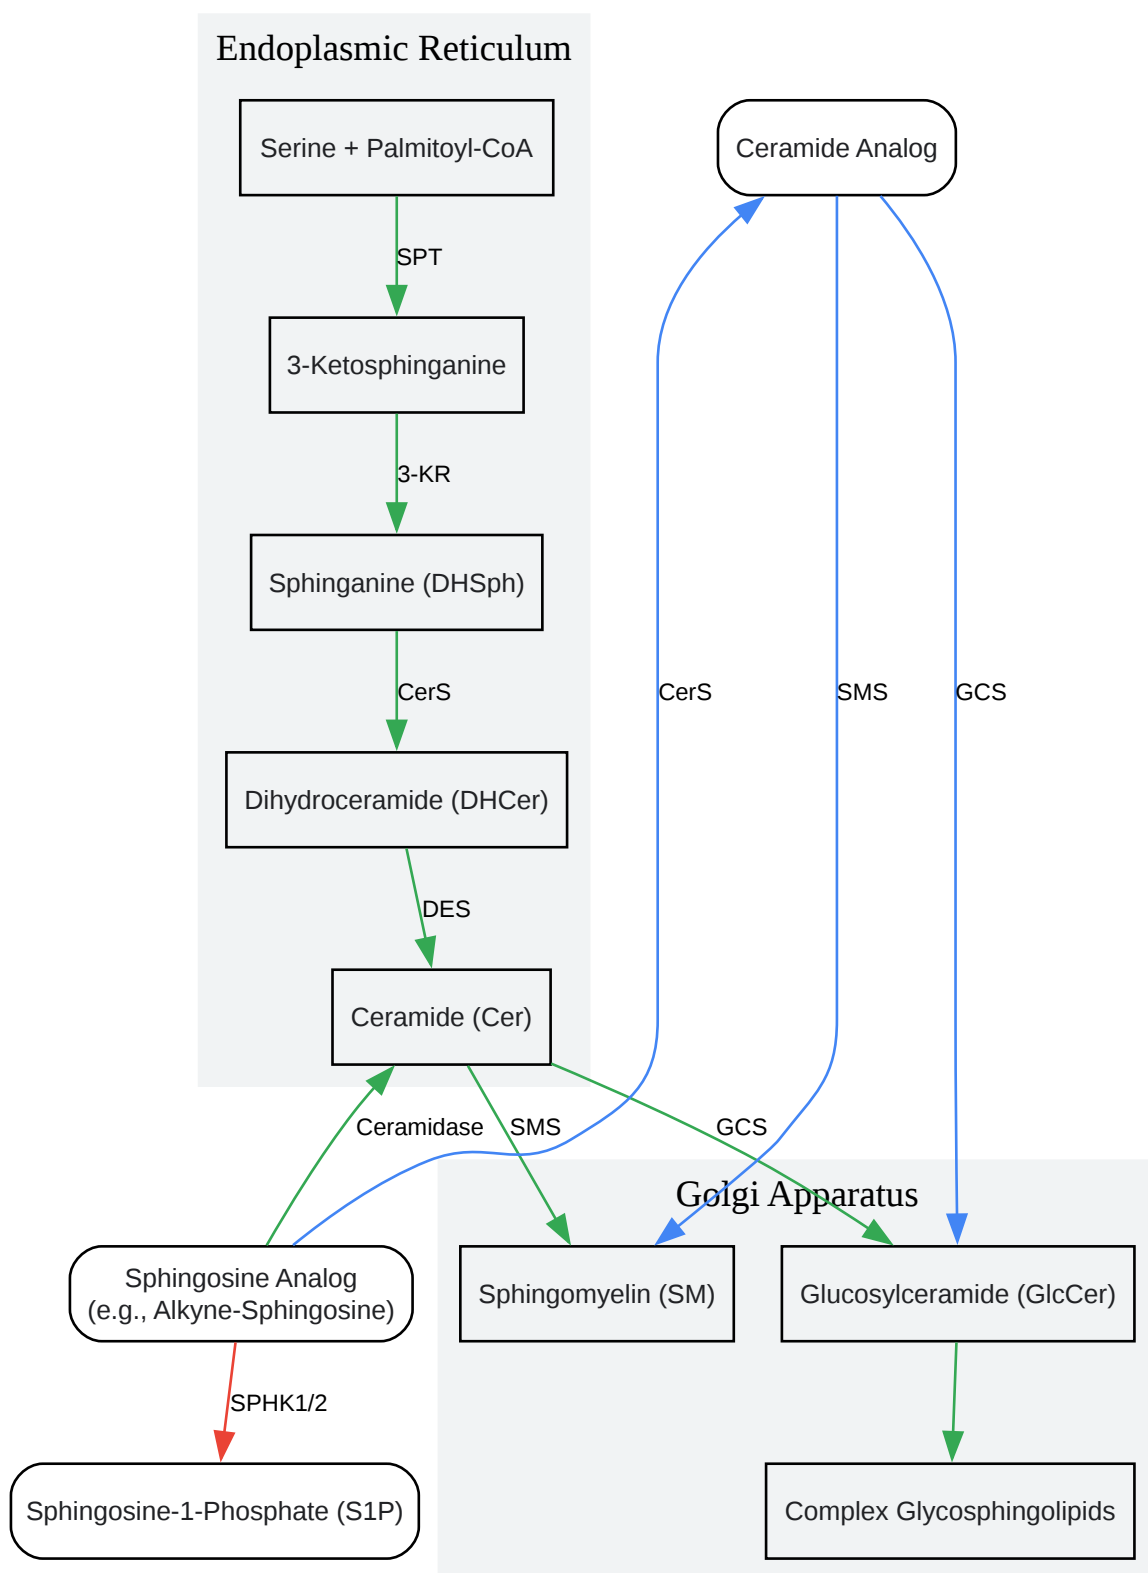 Endoplasmic Reticulum
Serine + Palmitoyl-CoA
Ceramide Analog
SPT
3-Ketosphinganine
3-KR
Sphinganine (DHSph)
CerS
CerS
SMS
GCS
Dihydroceramide (DHCer)
DES
Ceramide (Cer)
Ceramidase
SMS
GCS
Golgi Apparatus
Sphingosine Analog
(e.g., Alkyne-Sphingosine)
Sphingomyelin (SM)
Glucosylceramide (GlcCer)
SPHK1/2
Sphingosine-1-Phosphate (S1P)
Complex Glycosphingolipids